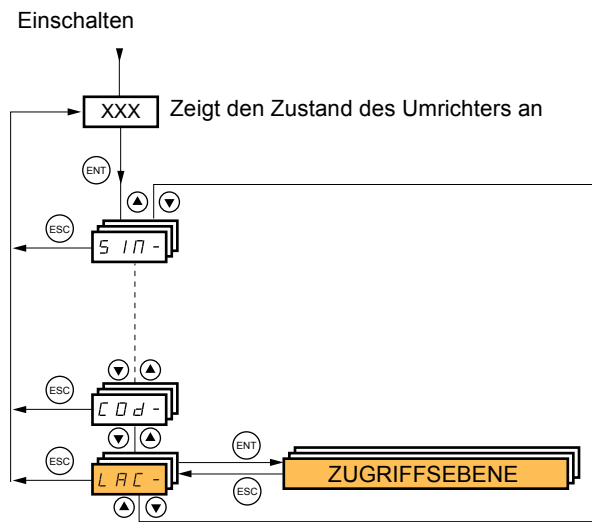 Einschalten
XXX Zeigt den Zustand des Umrichters an
ENT
ESC
SIM-
ESC
COd-
ENT
ESC
LAC-
ZUGRIFFSEBENE
ESC